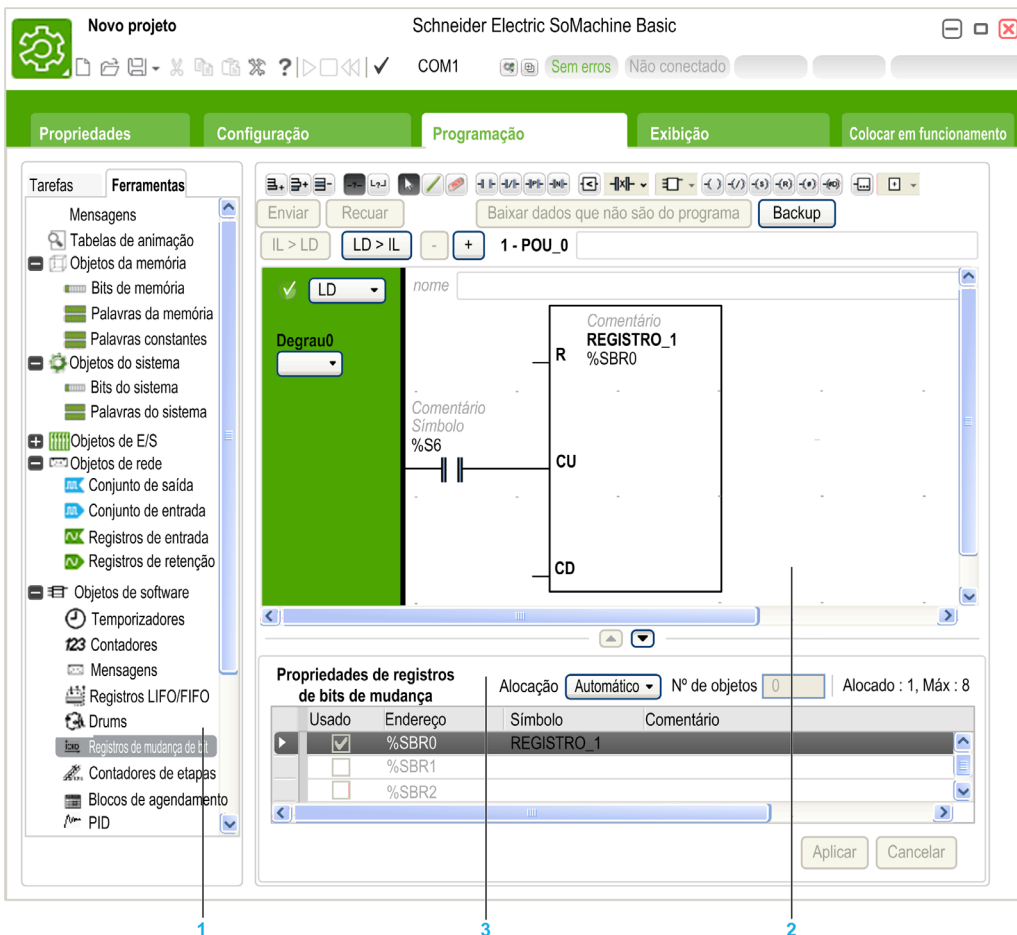 Novo projeto
Schneider Electric SoMachine Basic
?
COM1
Sem erros
Não conectado
Propriedades
Configuração
Programação
Exibição
Colocar em funcionamento
Tarefas
Ferramentas
Mensagens
Tabelas de animação
Objetos da memória
Bits de memória
Palavras da memória
Palavras constantes
Objetos do sistema
Bits do sistema
Palavras do sistema
Objetos de E/S
Objetos de rede
Conjunto de saída
Conjunto de entrada
Registros de entrada
Registros de retenção
Objetos de software
Temporizadores
123 Contadores
Mensagens
Registros LIFO/FIFO
Drums
Registros de mudança de bit
Contadores de etapas
Blocos de agendamento
PID
Enviar
Recuar
Baixar dados que não são do programa
Backup
IL > LD
LD > IL
-
+
1 - POU_0
LD
nome
Degrau0
Comentário
REGISTRO_1
%SBR0
R
Comentário
Símbolo
%S6
CU
CD
Propriedades de registros
de bits de mudança
Alocação
Automático
Nº de objetos
0
Alocado : 1, Máx : 8
Usado
Endereço
Símbolo
Comentário
%SBR0
REGISTRO_1
%SBR1
%SBR2
Aplicar
Cancelar
1
3
2